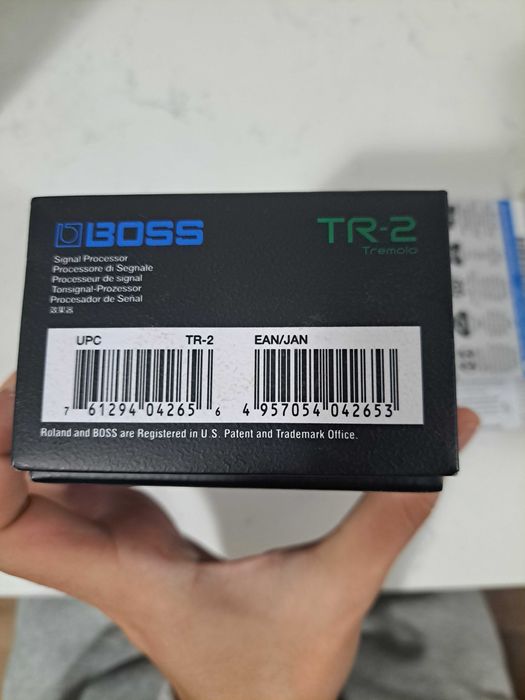 BOSS
TR-2
Tremolo
Signal Processor
Processore di Segnale
Processeur de signal
Tonsignal-Prozessor
Procesador de Señal
效果器
UPC TR-2 EAN/JAN
7 61294 04265 6 4 957054 042653
Roland and BOSS are Registered in U.S. Patent and Trademark Office.